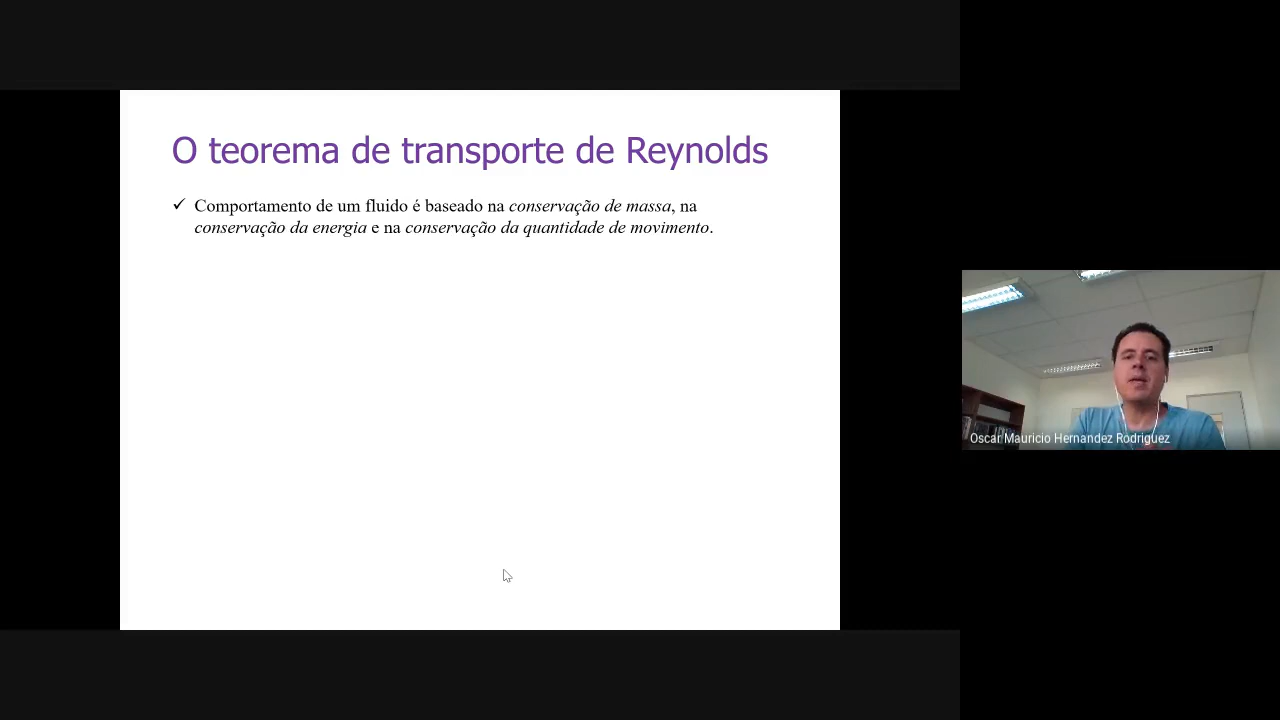 O teorema de transporte de Reynolds
✓ Comportamento de um fluido é baseado na conservação de massa, na
conservação da energia e na conservação da quantidade de movimento.
Oscar Mauricio Hernandez Rodriguez